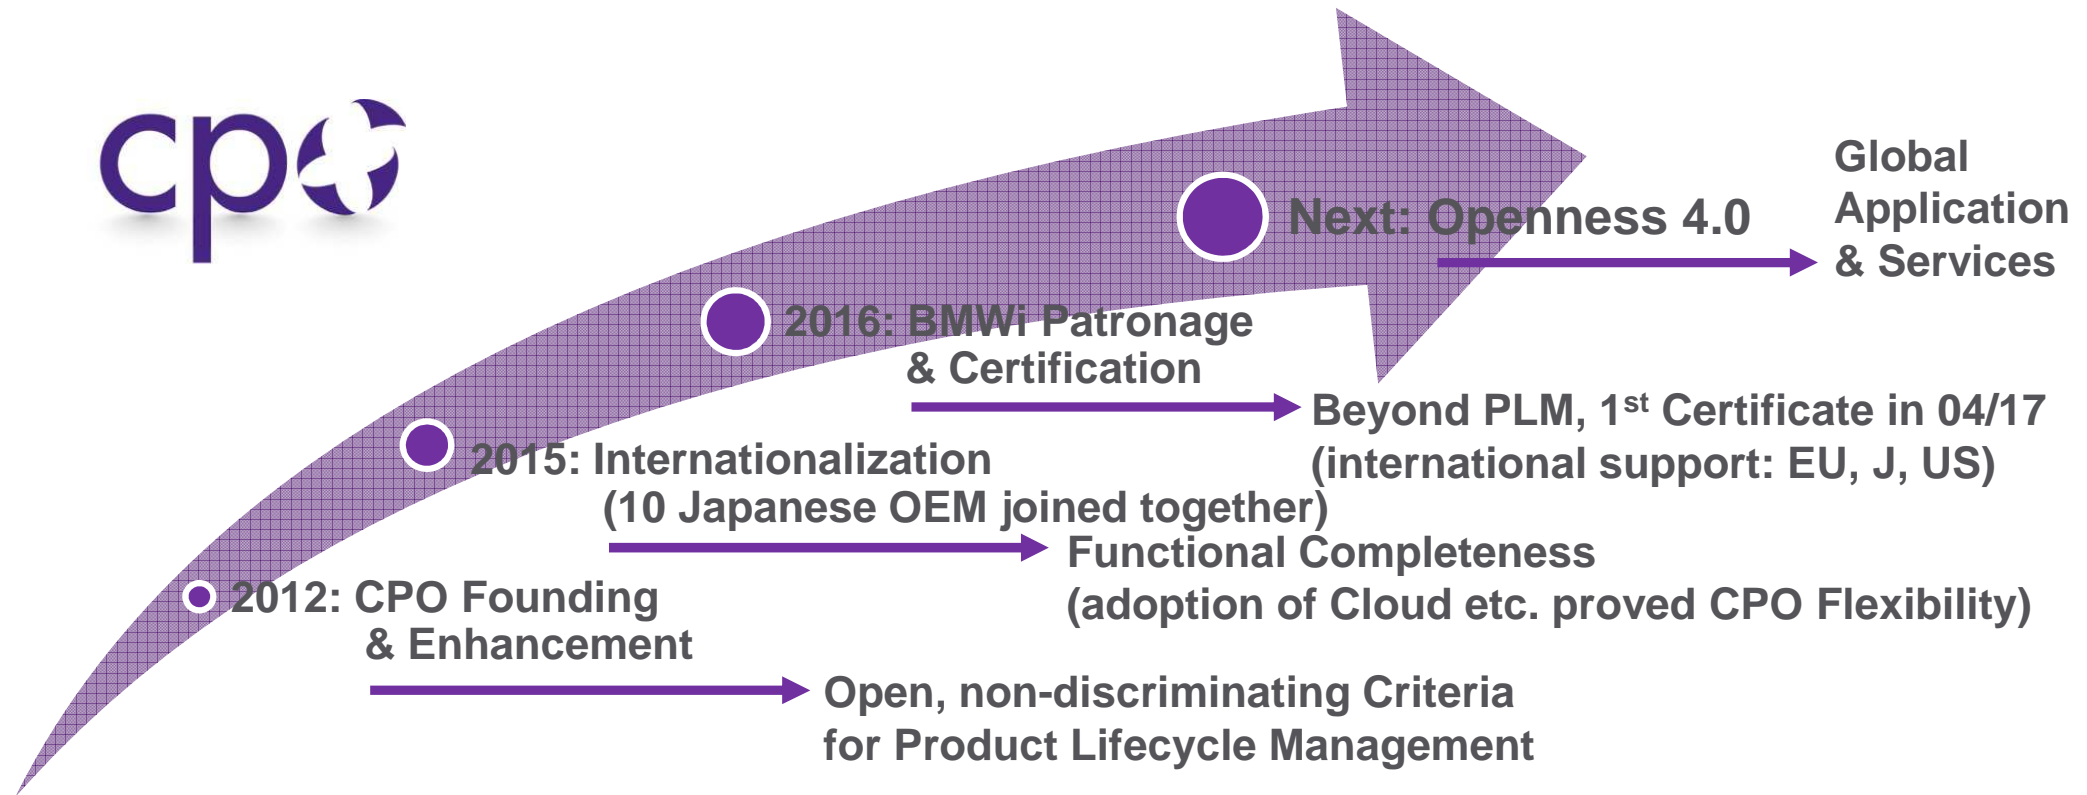 cpo
Global
Application
& Services
Next: Openness 4.0
2016: BMWi Patronage
& Certification
Beyond PLM, 1st Certificate in 04/17
(international support: EU, J, US)
2015: Internationalization
(10 Japanese OEM joined together)
Functional Completeness
(adoption of Cloud etc. proved CPO Flexibility)
2012: CPO Founding
& Enhancement
Open, non-discriminating Criteria
for Product Lifecycle Management